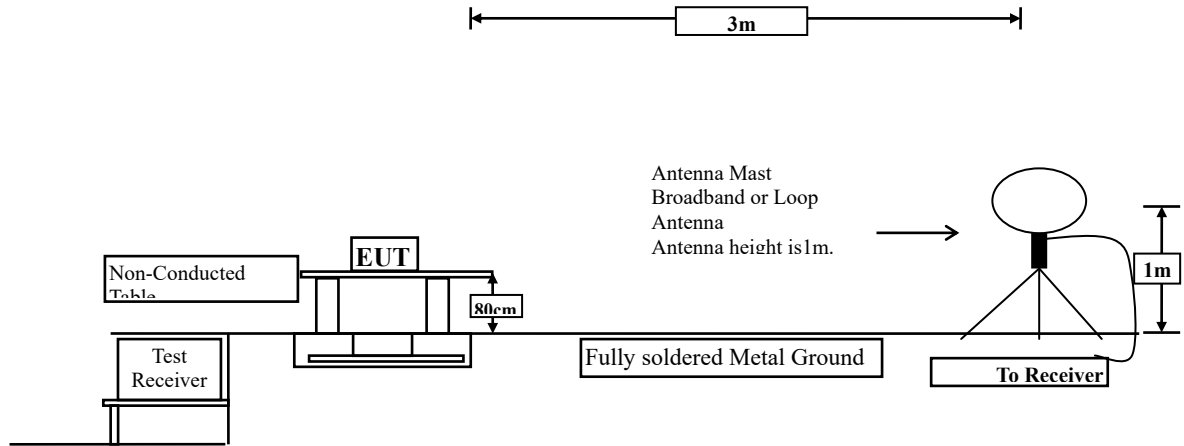 3m
Antenna Mast
Broadband or Loop
Antenna
Antenna height is1m.
EUT
Non-Conducted
Table
80cm
1m
Test
Receiver
Fully soldered Metal Ground
To Receiver